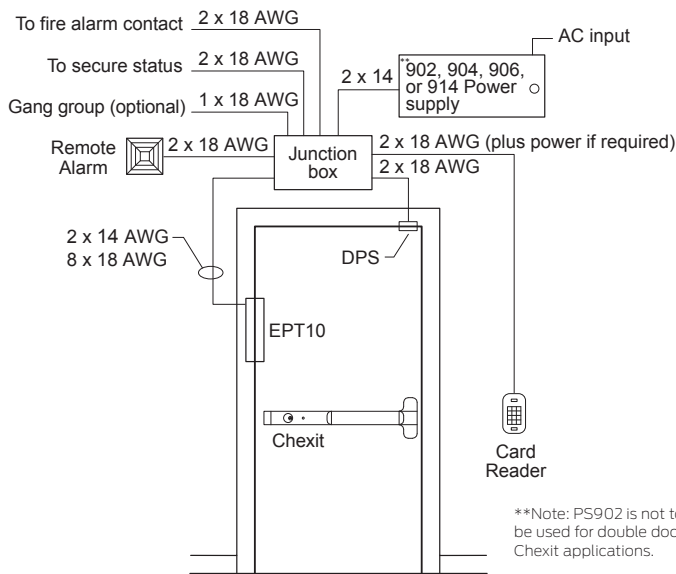 To fire alarm contact
2 x 18 AWG
AC input
To secure status
2 x 18 AWG
2 x 14
**902, 904, 906,
or 914 Power
supply
Gang group (optional)
1 x 18 AWG
Remote
Alarm
2 x 18 AWG
Junction
box
2 x 18 AWG (plus power if required)
2 x 18 AWG
2 x 14 AWG
8 x 18 AWG
DPS
EPT10
Chexit
Card
Reader
**Note: PS902 is not to
be used for double door
Chexit applications.